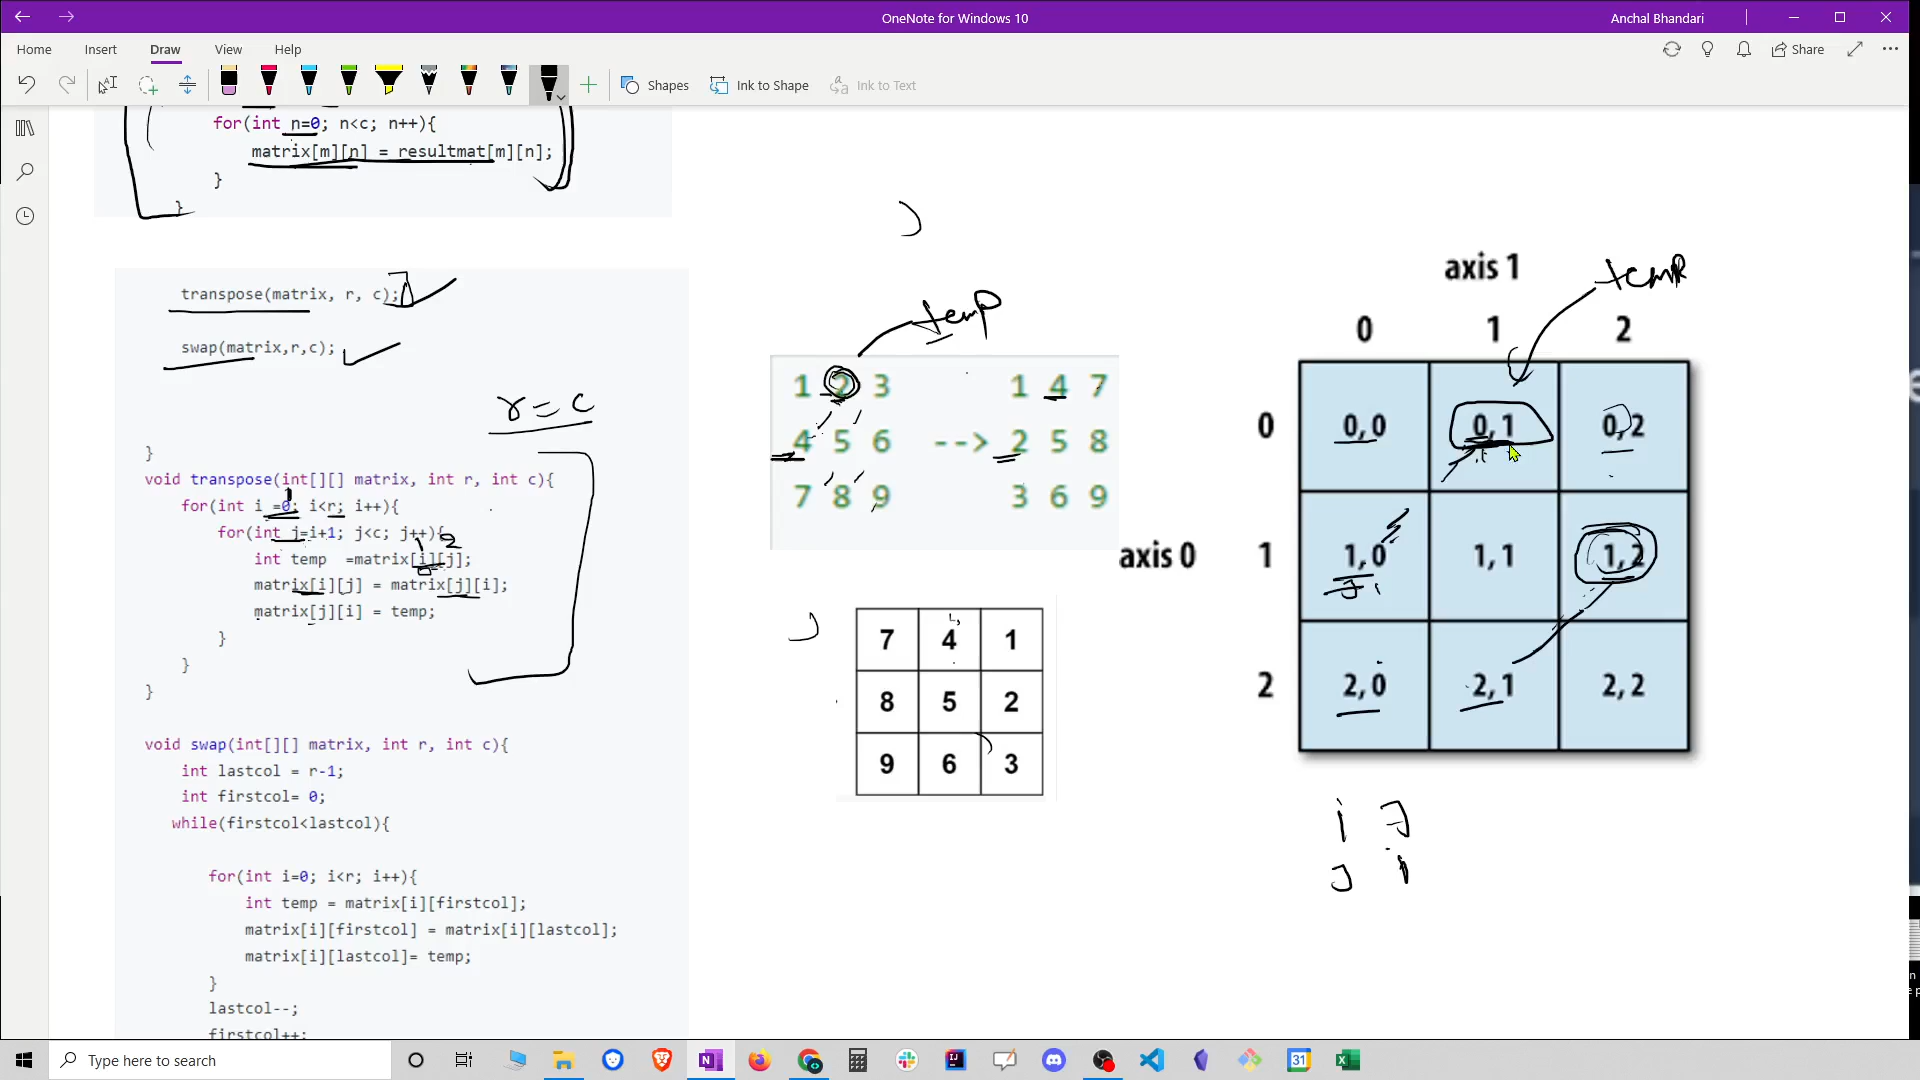 OneNote for Windows 10
Anchal Bhandari
Home Insert Draw View Help
Share
Shapes
Ink to Shape
Ink to Text
for(int n=0; n<c; n++){
matrix[m][n] = resultmat[m][n];
}
}
transpose(matrix, r, c);
swap(matrix,r,c);
r = c
}
void transpose(int[][] matrix, int r, int c){
for(int i =0; i<r; i++){
1
for(int j=i+1; j<c; j++){
1 2
int temp =matrix[i][j];
matrix[i][j] = matrix[j][i];
matrix[j][i] = temp;
}
}
}
void swap(int[][] matrix, int r, int c){
int lastcol = r-1;
int firstcol= 0;
while(firstcol<lastcol){
for(int i=0; i<r; i++){
int temp = matrix[i][firstcol];
matrix[i][firstcol] = matrix[i][lastcol];
matrix[i][lastcol]= temp;
}
lastcol--;
firstcol++;
temp
1 2 3 1 4 7
4 5 6 --> 2 5 8
7 8 9 3 6 9
7 4 1
8 5 2
9 6 3
axis 1
temp
0 1 2
0 0,0 0,1 0,2
axis 0 1 1,0 1,1 1,2
j i
2 2,0 2,1 2,2
i j
j i
Type here to search
31